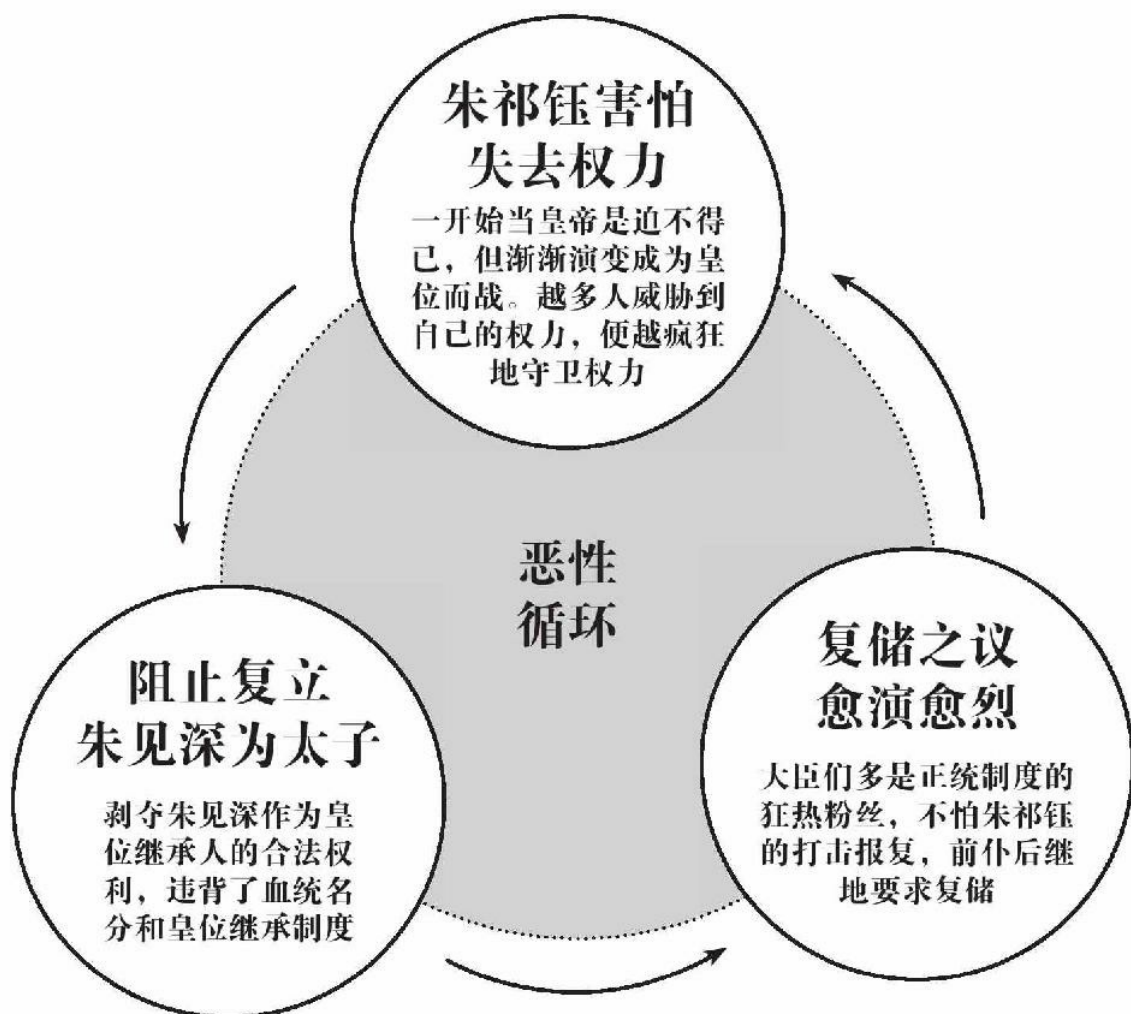 朱祁钰害怕
失去权力
一开始当皇帝是迫不得
已，但渐渐演变成为皇
位而战。越多人威胁到
自己的权力，便越疯狂
地守卫权力
恶性
循环
阻止复立
朱见深为太子
剥夺朱见深作为皇
位继承人的合法权
利，违背了血统名
分和皇位继承制度
复储之议
愈演愈烈
大臣们多是正统制度的
狂热粉丝，不怕朱祁钰
的打击报复，前仆后继
地要求复储